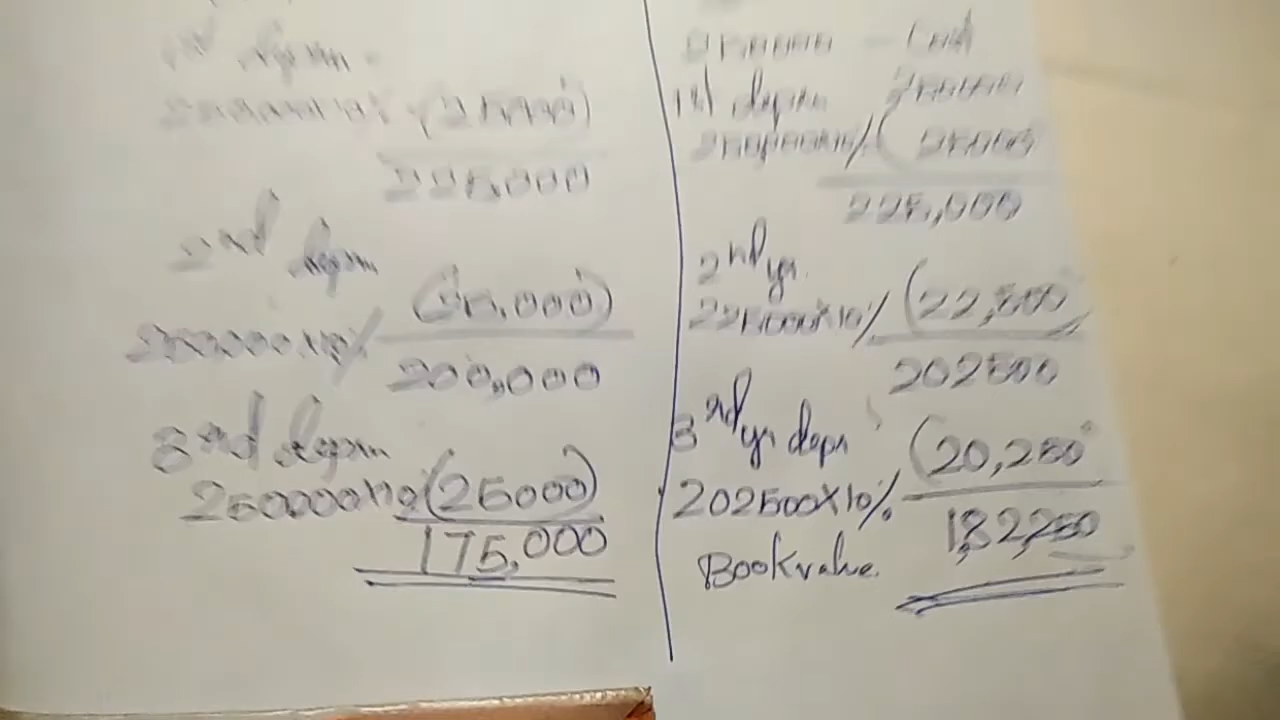 1st depn -
250000x10% (25000)
225,000
2nd depn
(25,000)
250000x10%
200,000
3rd depn
250000x10% (25000)
175,000
250000 - Cost
1st depn 250000
250000x10% (25000)
225,000
2nd yr.
225000x10% (22,500)
202500
3rd yr depn (20,250
202500x10%
182,250
Bookvalue.